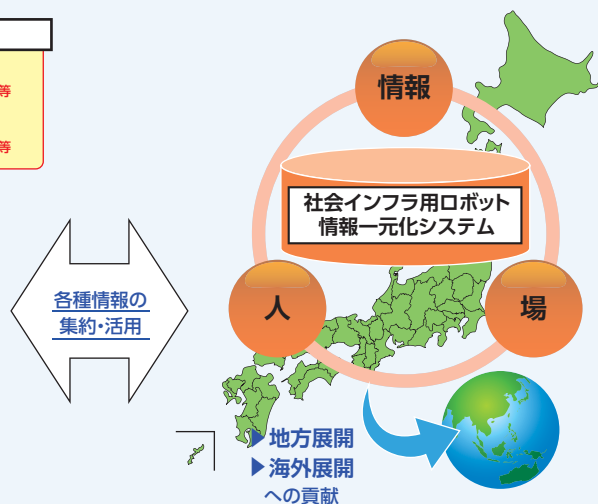 等
等
情報
社会インフラ用ロボット
情報一元化システム
人
場
各種情報の
集約・活用
▶地方展開
▶海外展開
への貢献